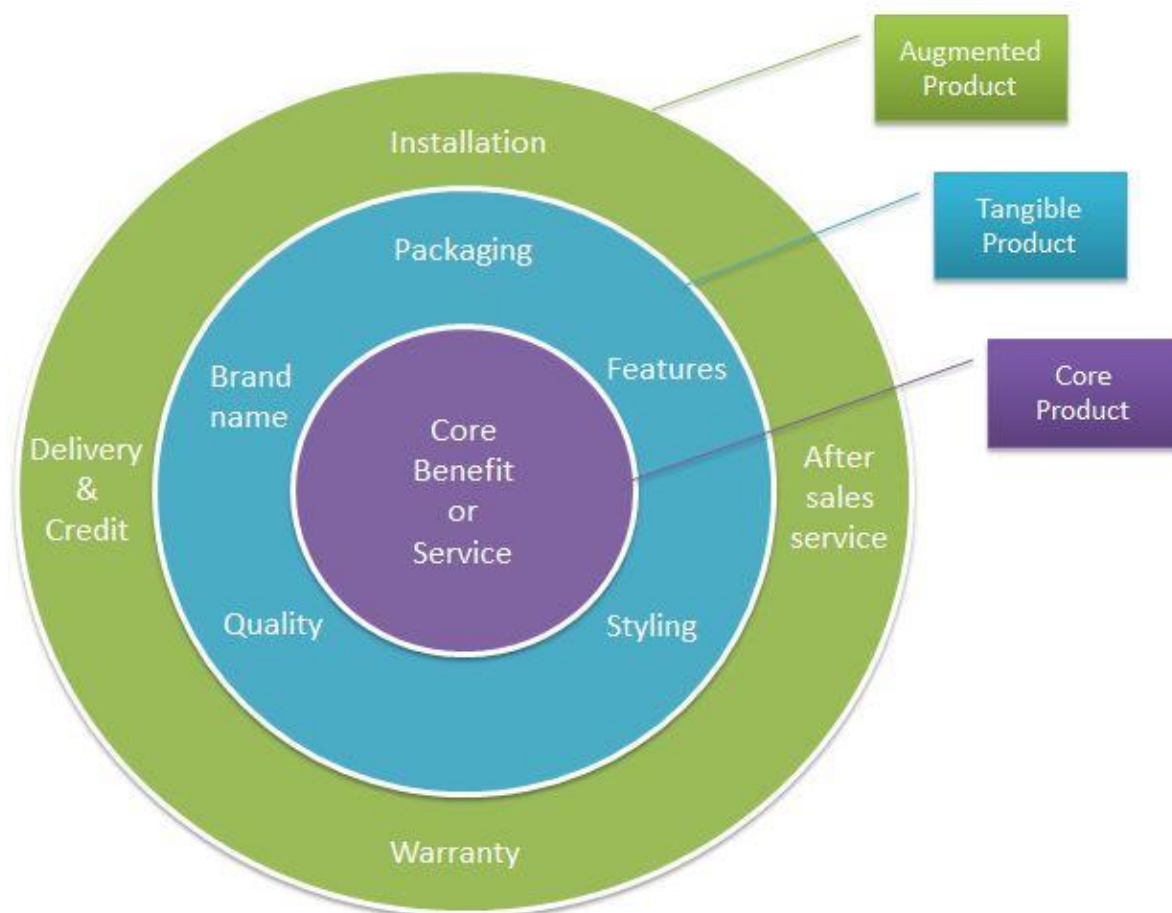 Augmented
Product
Installation
Tangible
Product
Packaging
Features
Core
Product
Brand
name
Core
Benefit
or
Service
Delivery
&
Credit
After
sales
service
Quality
Styling
Warranty